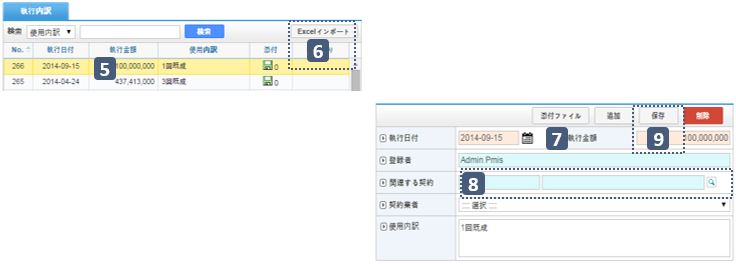 執行内訳
検索 使用内訳 検索 Excelインポート
No. 執行日付 執行金額 使用内訳 添付
266 2014-09-15 100,000,000 1回既成 0
265 2014-04-24 437,413,000 3回既成 0
5
6
添付ファイル 追加 保存 削除
執行日付 2014-09-15 執行金額 100,000,000
7
9
登録者 Admin Pmis
関連する契約
8
契約業者 :: 選択 ::
使用内訳 1回既成